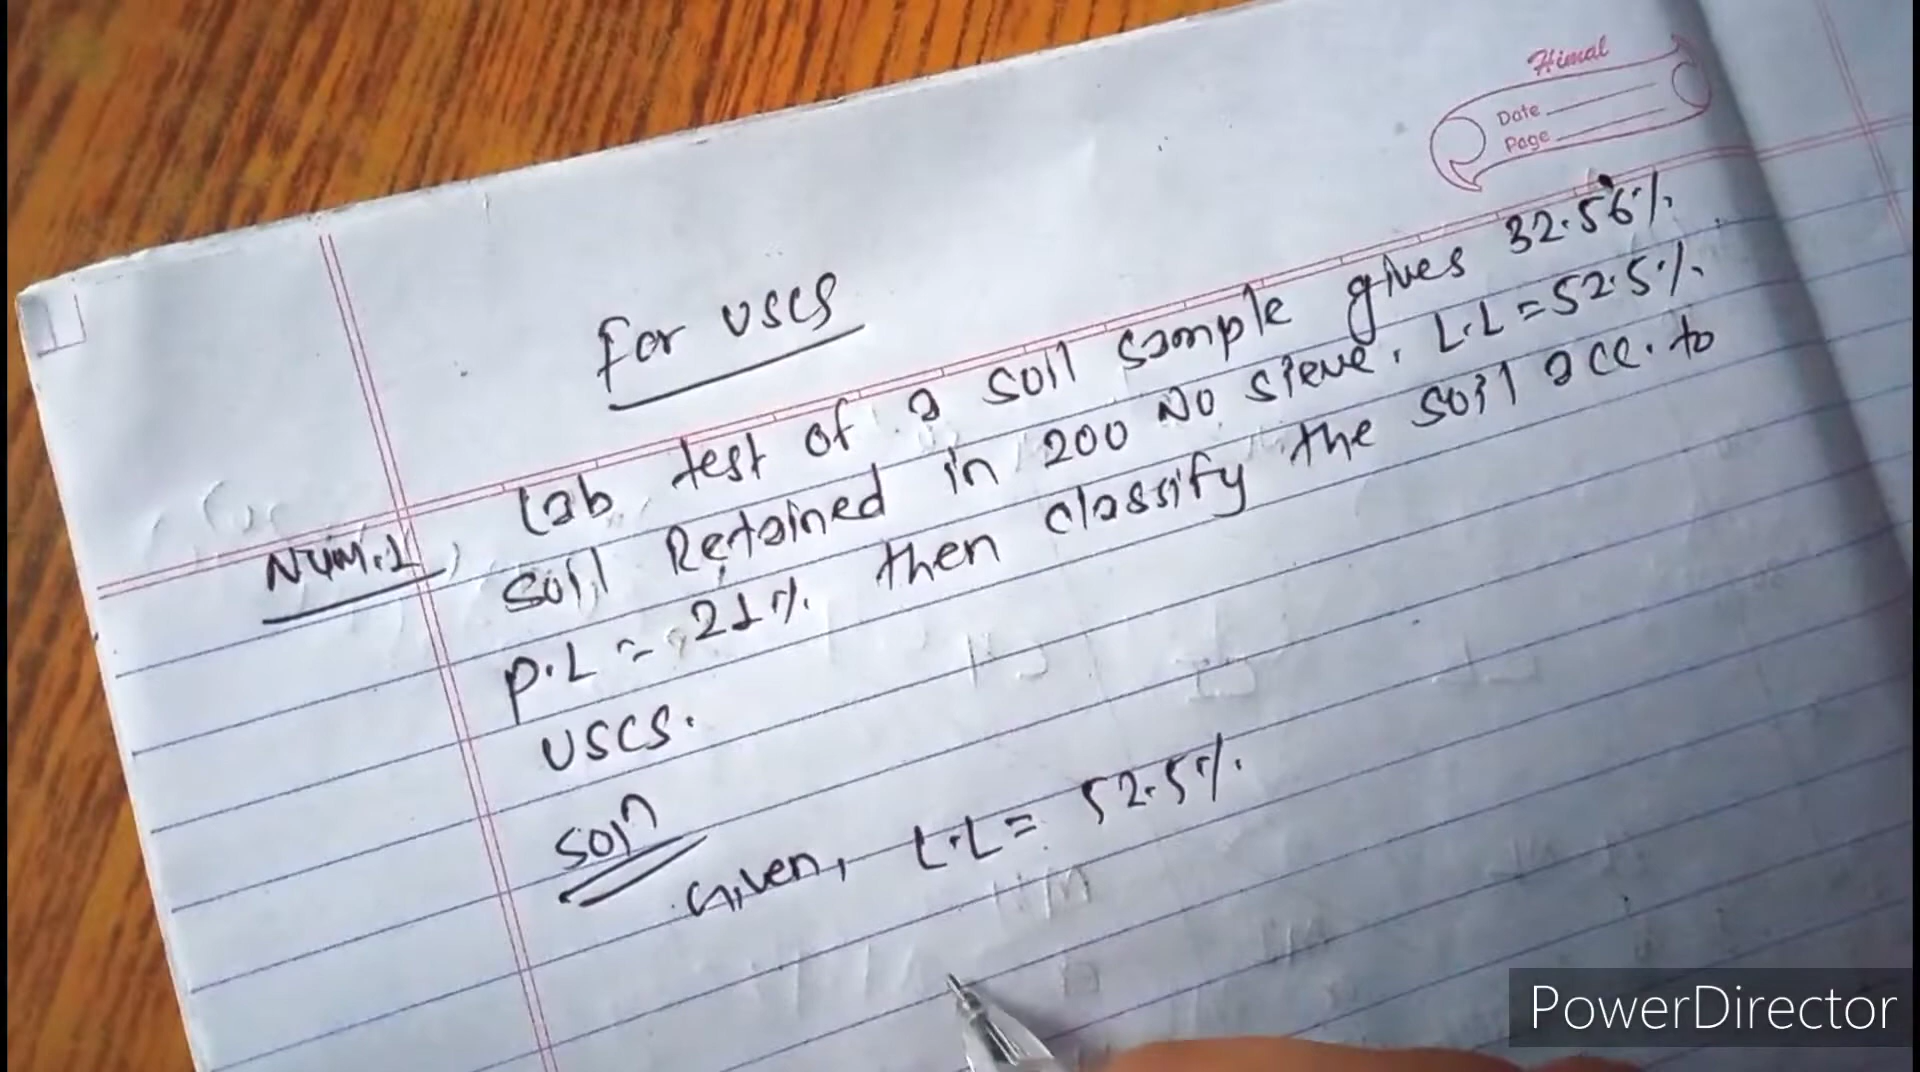 Himal
Date
Page
For USCS
Num.1, Lab test of a soil sample gives 32.56%
soil Retained in 200 No sieve. L.L = 52.5%.
P.L = 21% then classify the soil acc. to
USCS.
Soln
Given, L.L = 52.5%.
PowerDirector